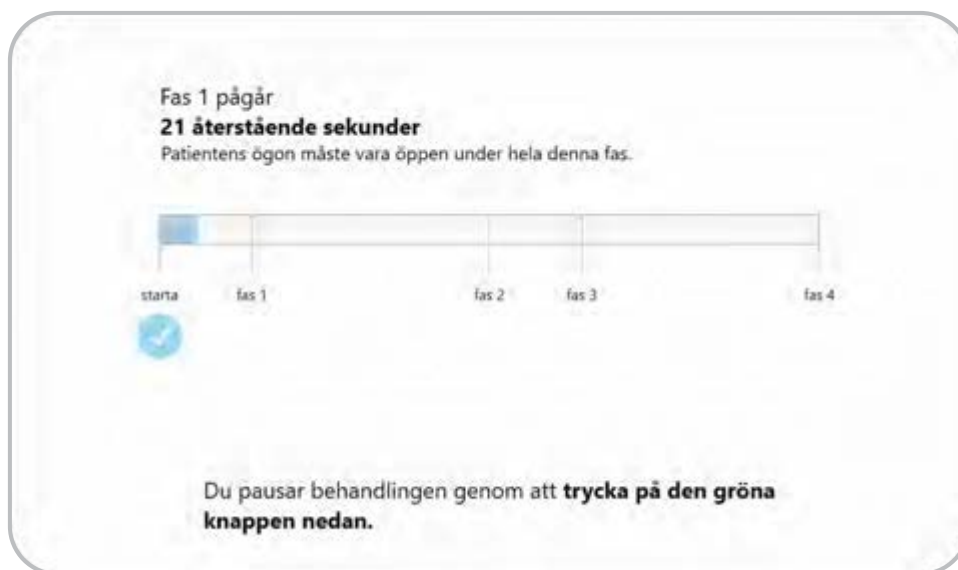 Fas 1 pågår
21 återstående sekunder
Patientens ögon måste vara öppen under hela denna fas.
starta fas 1 fas 2 fas 3 fas 4
Du pausar behandlingen genom att trycka på den gröna
knappen nedan.